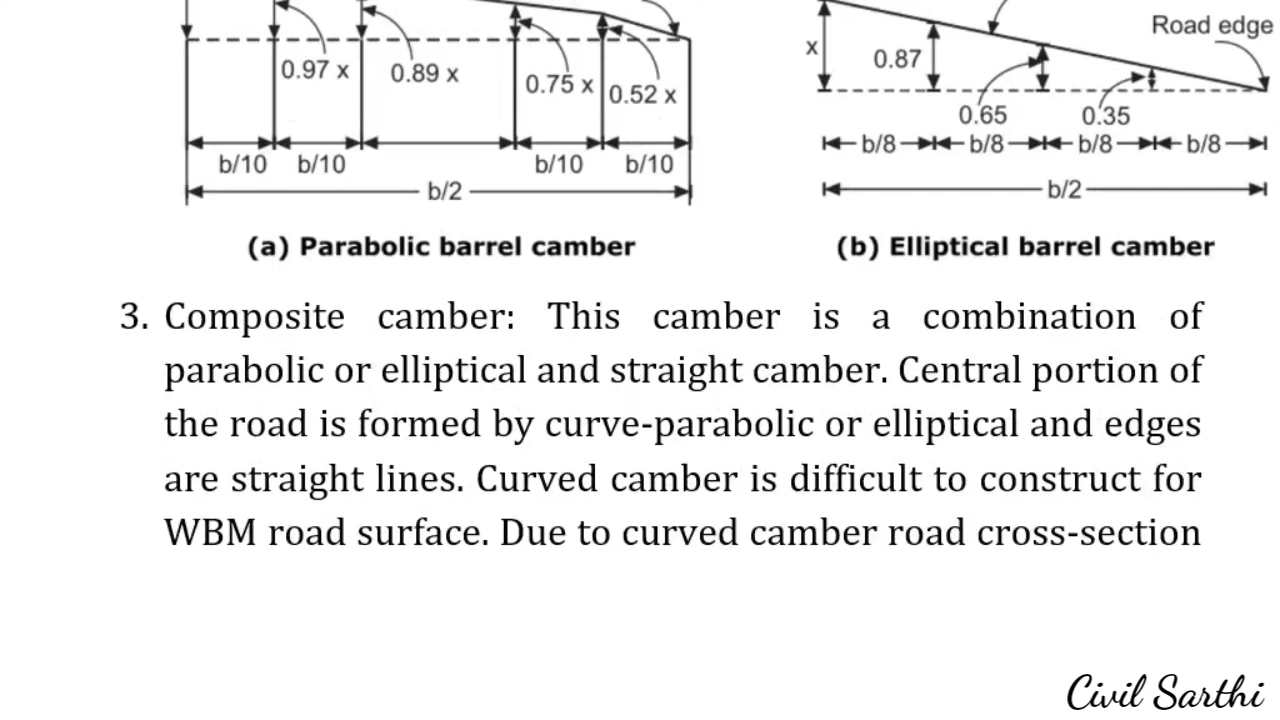 Road edge
x
0.87
0.97 x
0.89 x
0.75 x
0.52 x
0.65
0.35
b/10
b/10
b/10
b/10
b/2
b/8
b/8
b/8
b/8
b/2
(a) Parabolic barrel camber
(b) Elliptical barrel camber
3. Composite camber: This camber is a combination of
parabolic or elliptical and straight camber. Central portion of
the road is formed by curve-parabolic or elliptical and edges
are straight lines. Curved camber is difficult to construct for
WBM road surface. Due to curved camber road cross-section
Civil Sarthi